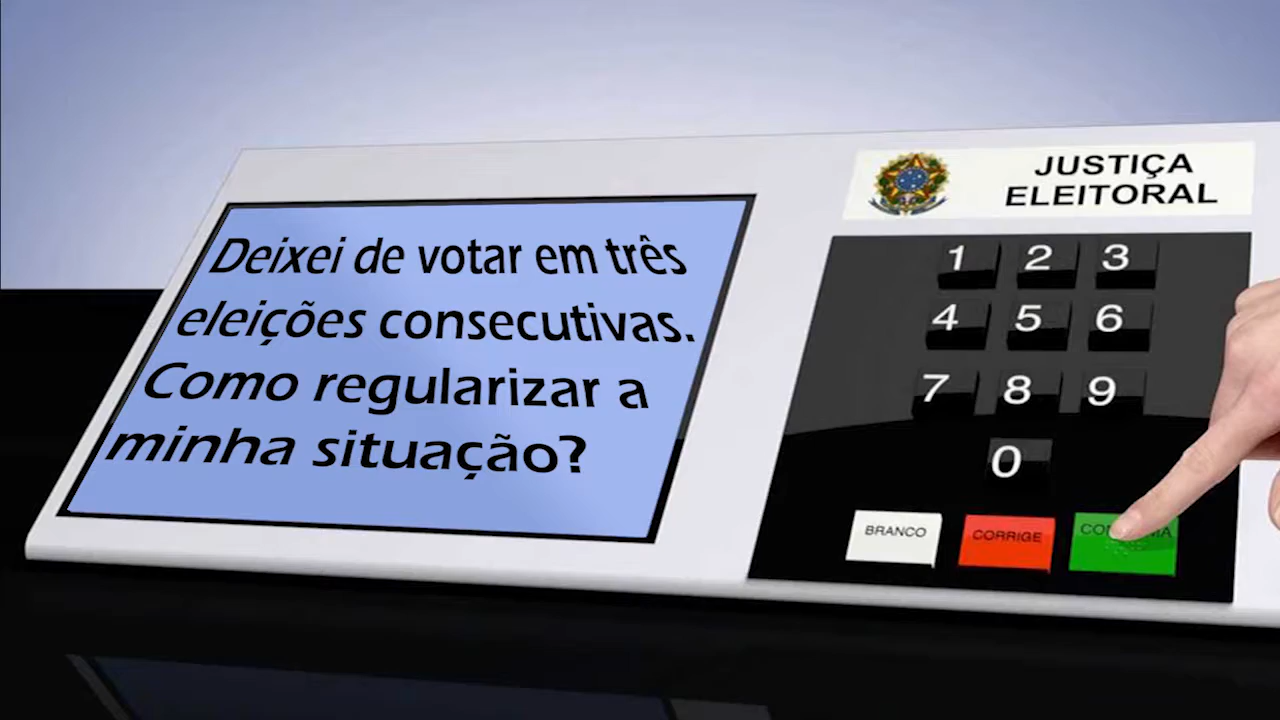 Deixei de votar em três
eleições consecutivas.
Como regularizar a
minha situação?
JUSTIÇA
ELEITORAL
1 2 3
4 5 6
7 8 9
0
BRANCO CORRIGE